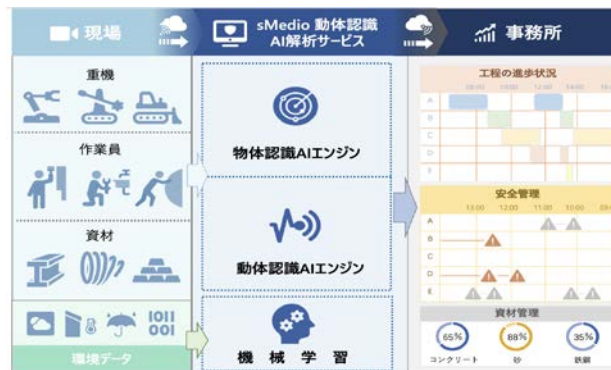 現場
sMedio 動体認識
AI解析サービス
事務所
重機
作業員
資材
環境データ
1011
001
物体認識AIエンジン
動体認識AIエンジン
機械学習
工程の進歩状況
A
B
C
D
E
安全管理
A
B
C
D
E
資材管理
65%
88%
35%
コンクリート
砂
鉄鋼